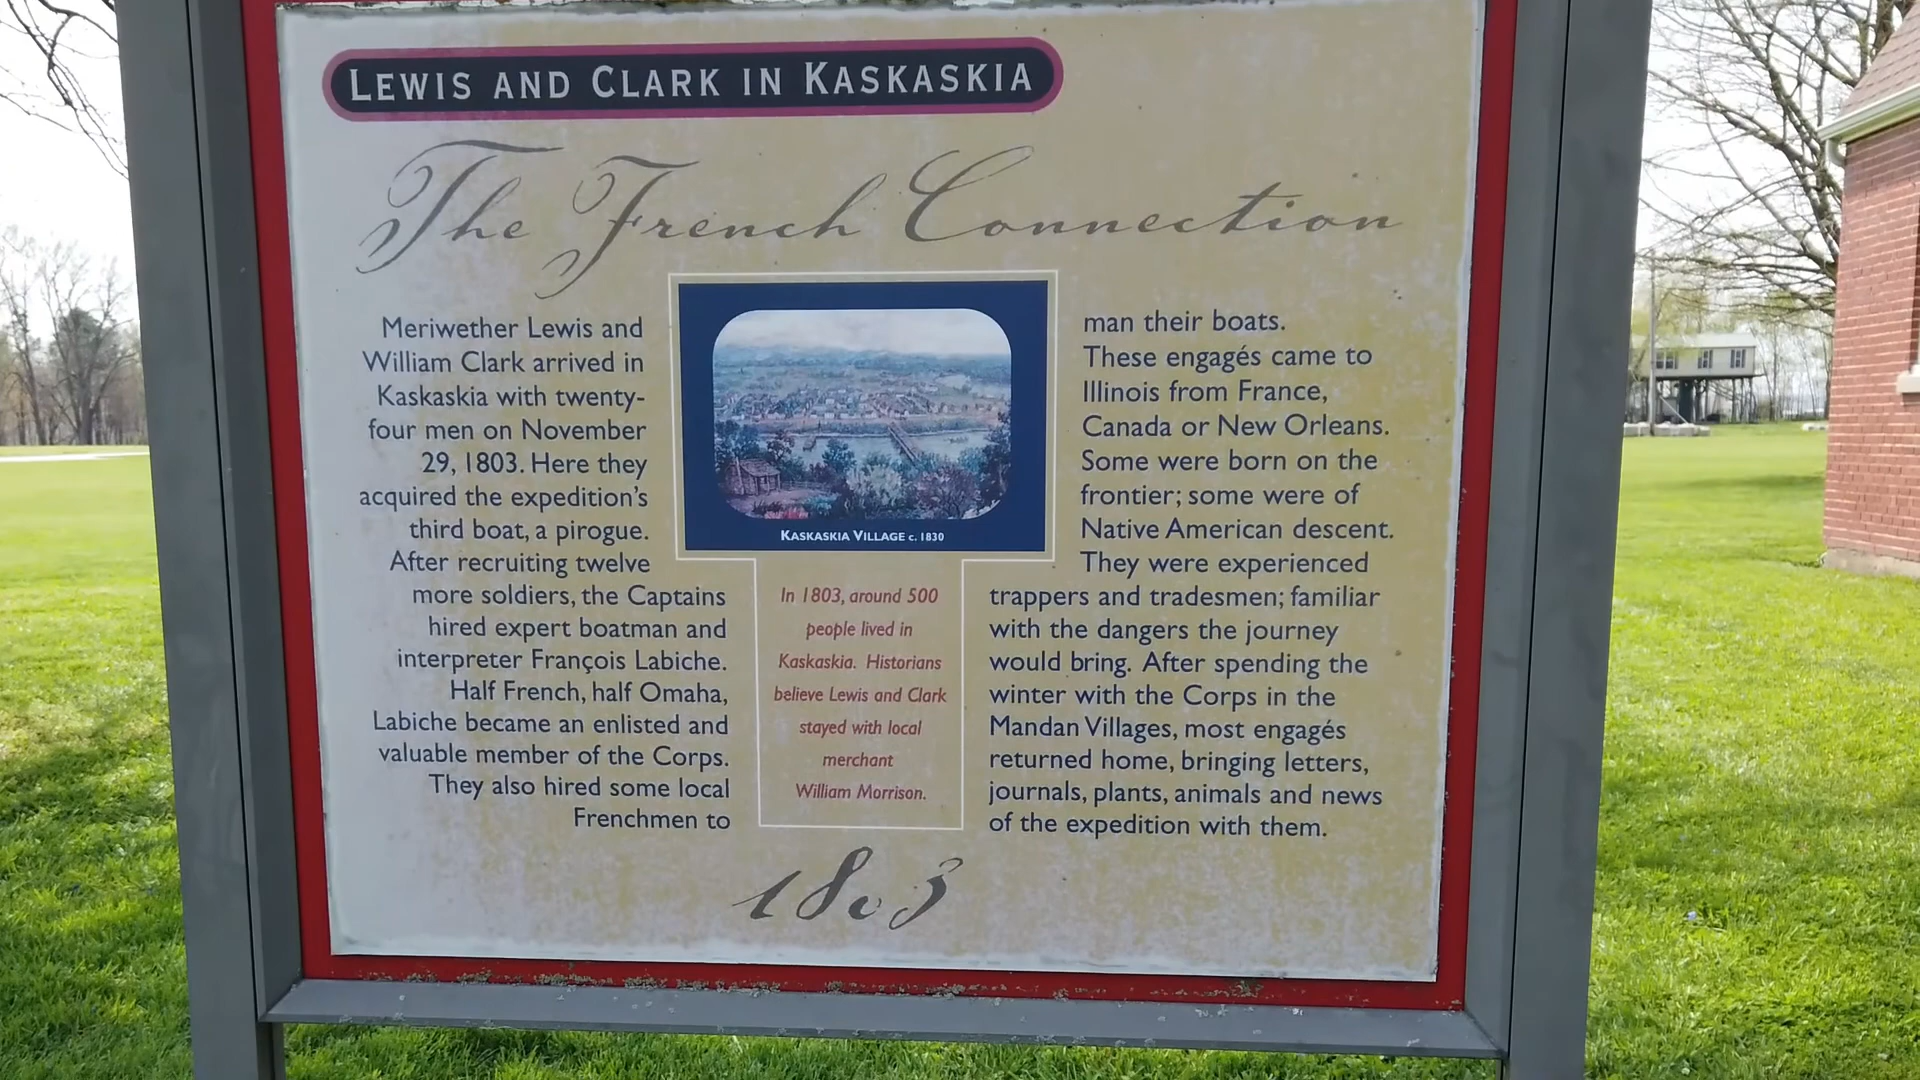 LEWIS AND CLARK IN KASKASKIA
The French Connection
Meriwether Lewis and
William Clark arrived in
Kaskaskia with twenty-
four men on November
29, 1803. Here they
acquired the expedition's
third boat, a pirogue.
After recruiting twelve
more soldiers, the Captains
hired expert boatman and
interpreter François Labiche.
Half French, half Omaha,
Labiche became an enlisted and
valuable member of the Corps.
They also hired some local
Frenchmen to
KASKASKIA VILLAGE c. 1830
In 1803, around 500
people lived in
Kaskaskia. Historians
believe Lewis and Clark
stayed with local
merchant
William Morrison.
man their boats.
These engagés came to
Illinois from France,
Canada or New Orleans.
Some were born on the
frontier; some were of
Native American descent.
They were experienced
trappers and tradesmen; familiar
with the dangers the journey
would bring. After spending the
winter with the Corps in the
Mandan Villages, most engagés
returned home, bringing letters,
journals, plants, animals and news
of the expedition with them.
1803